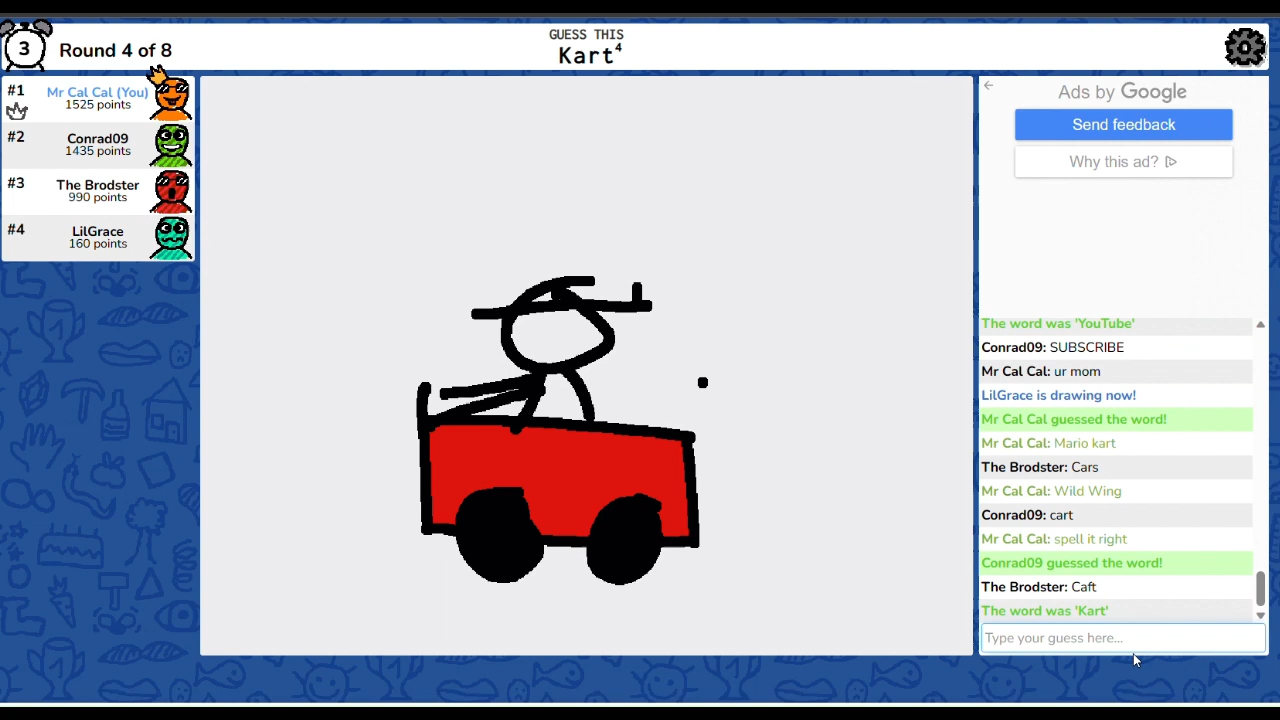 3
Round 4 of 8
GUESS THIS
Kart4
#1
Mr Cal Cal (You)
1525 points
#2
Conrad09
1435 points
#3
The Brodster
990 points
#4
LilGrace
160 points
Ads by Google
Send feedback
Why this ad?
The word was 'YouTube'
Conrad09: SUBSCRIBE
Mr Cal Cal: ur mom
LilGrace is drawing now!
Mr Cal Cal guessed the word!
Mr Cal Cal: Mario kart
The Brodster: Cars
Mr Cal Cal: Wild Wing
Conrad09: cart
Mr Cal Cal: spell it right
Conrad09 guessed the word!
The Brodster: Caft
The word was 'Kart'
Type your guess here...